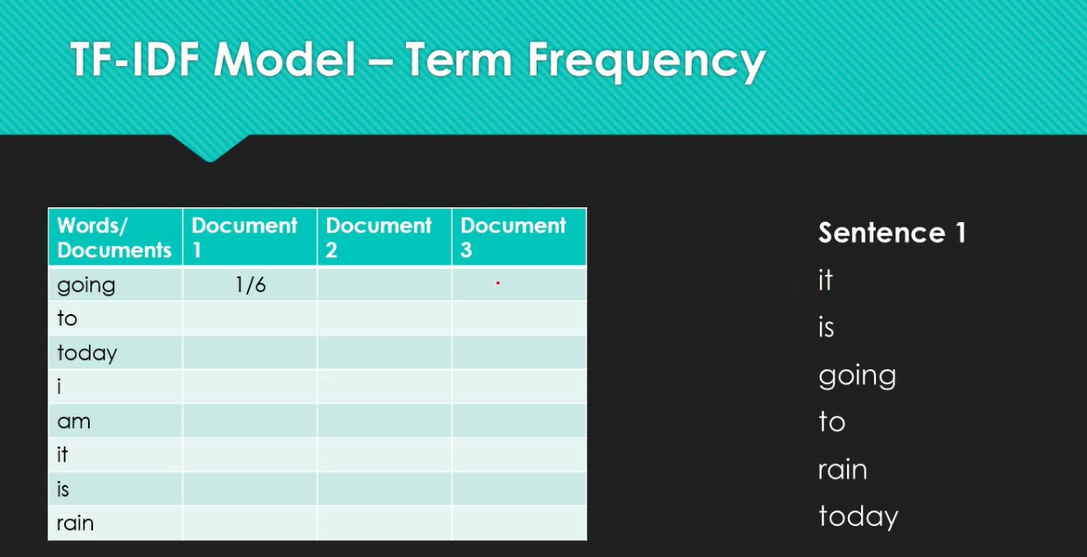 TF-IDF Model – Term Frequency
Words/ Documents Document 1 Document 2 Document 3
going 1/6
to
today
i
am
it
is
rain
Sentence 1
it
is
going
to
rain
today